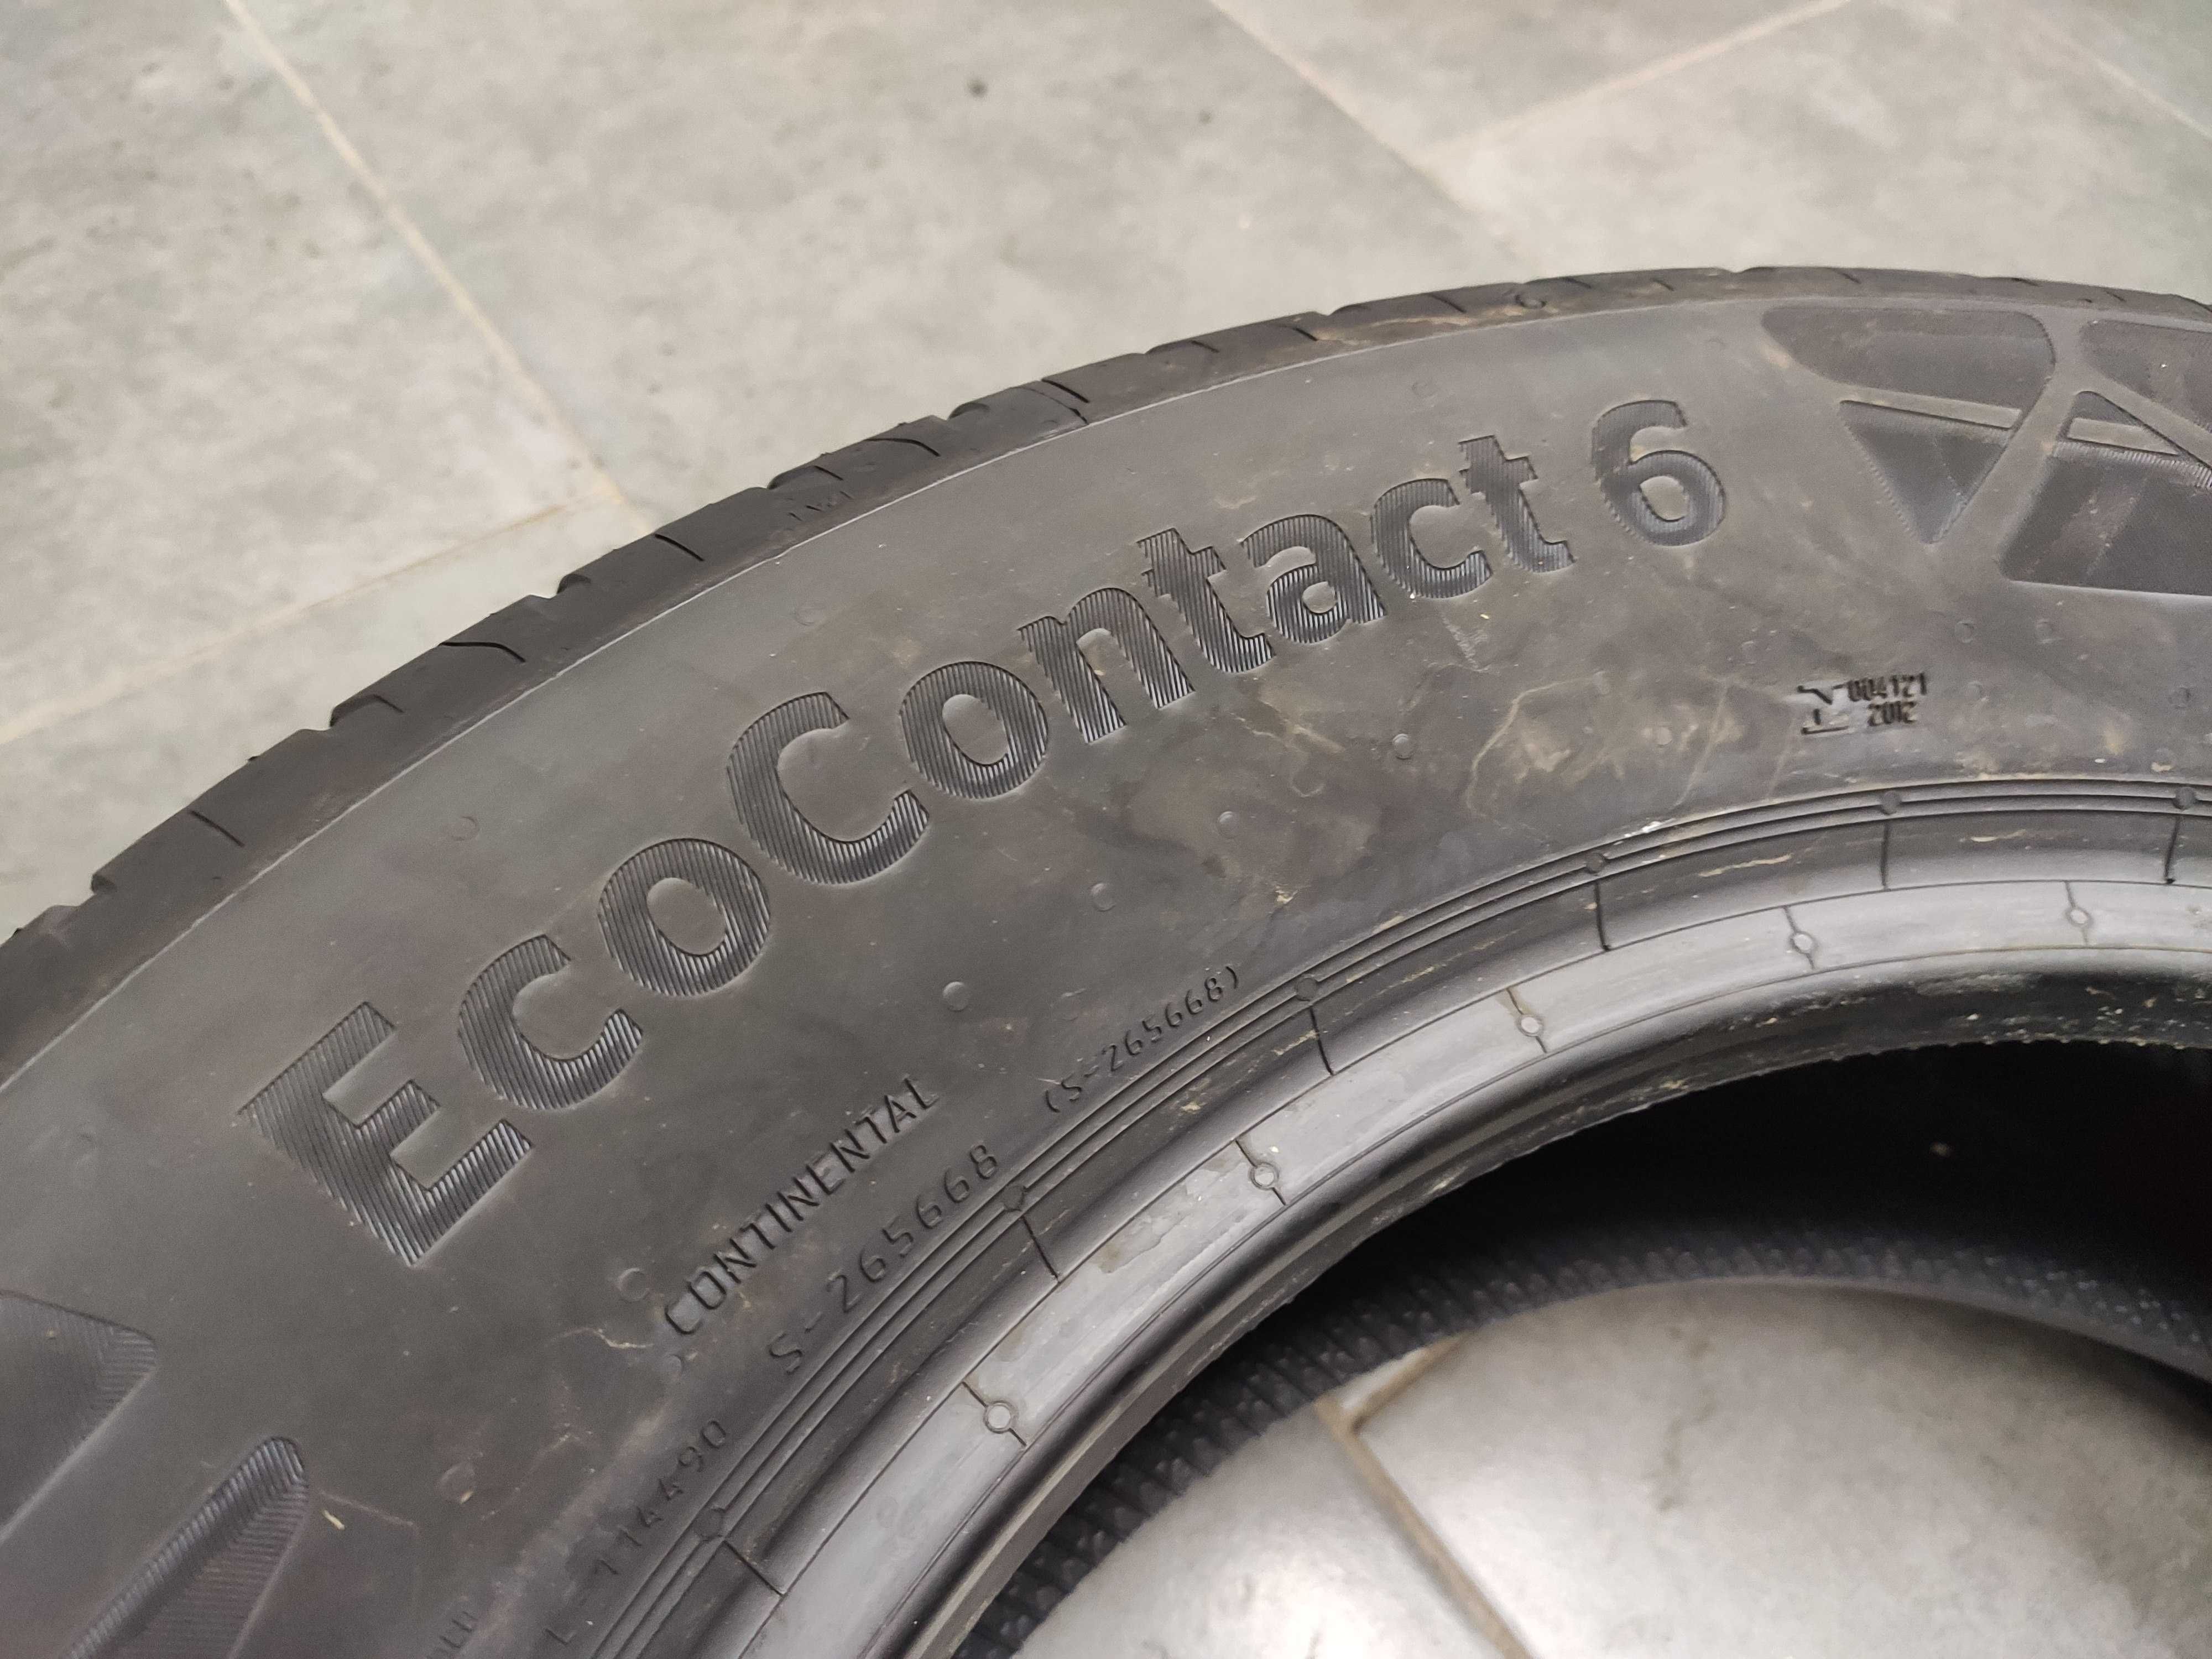 EcoContact 6
004121
2012
CONTINENTAL
S-265668
(S-265668)
L-114490